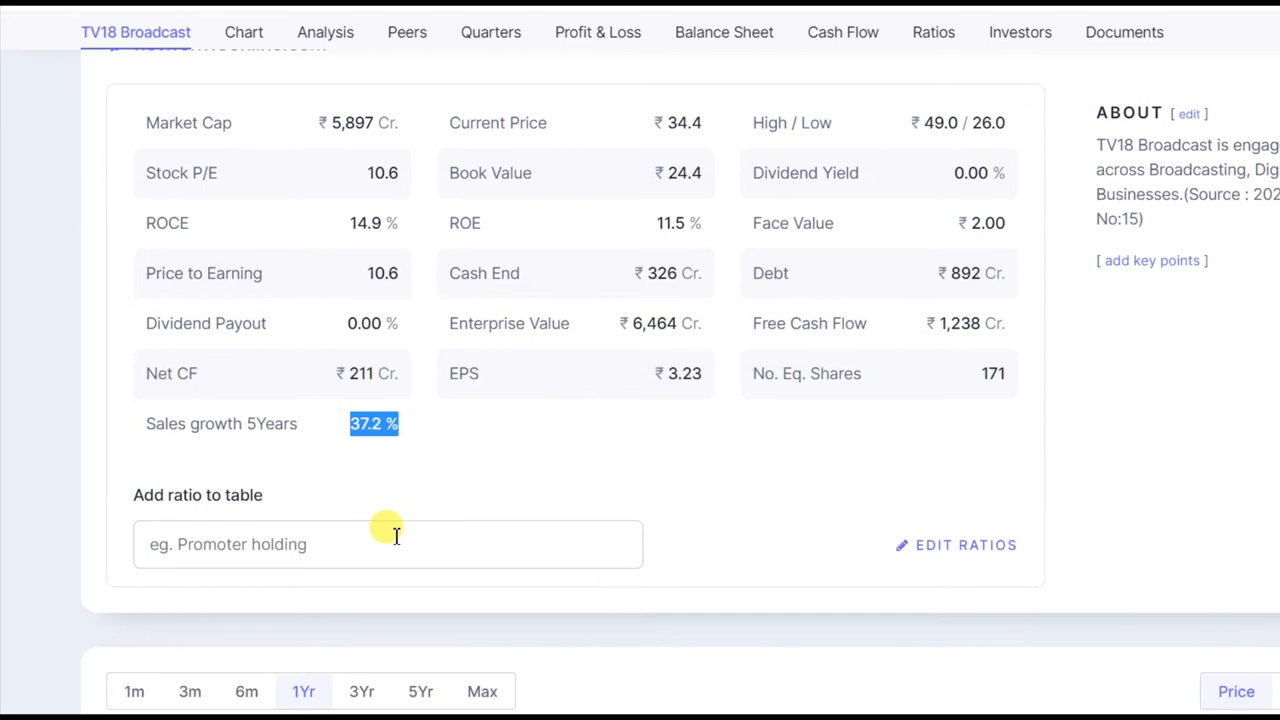 TV18 Broadcast Chart Analysis Peers Quarters Profit & Loss Balance Sheet Cash Flow Ratios Investors Documents
Market Cap ₹ 5,897 Cr. Current Price ₹ 34.4 High / Low ₹ 49.0 / 26.0
Stock P/E 10.6 Book Value ₹ 24.4 Dividend Yield 0.00 %
ROCE 14.9 % ROE 11.5 % Face Value ₹ 2.00
Price to Earning 10.6 Cash End ₹ 326 Cr. Debt ₹ 892 Cr.
Dividend Payout 0.00 % Enterprise Value ₹ 6,464 Cr. Free Cash Flow ₹ 1,238 Cr.
Net CF ₹ 211 Cr. EPS ₹ 3.23 No. Eq. Shares 171
Sales growth 5Years 37.2 %
Add ratio to table
eg. Promoter holding
EDIT RATIOS
ABOUT [ edit ]
TV18 Broadcast is
across Broadcasting,
Businesses.(Source :
No:15)
[ add key points ]
1m 3m 6m 1Yr 3Yr 5Yr Max
Price